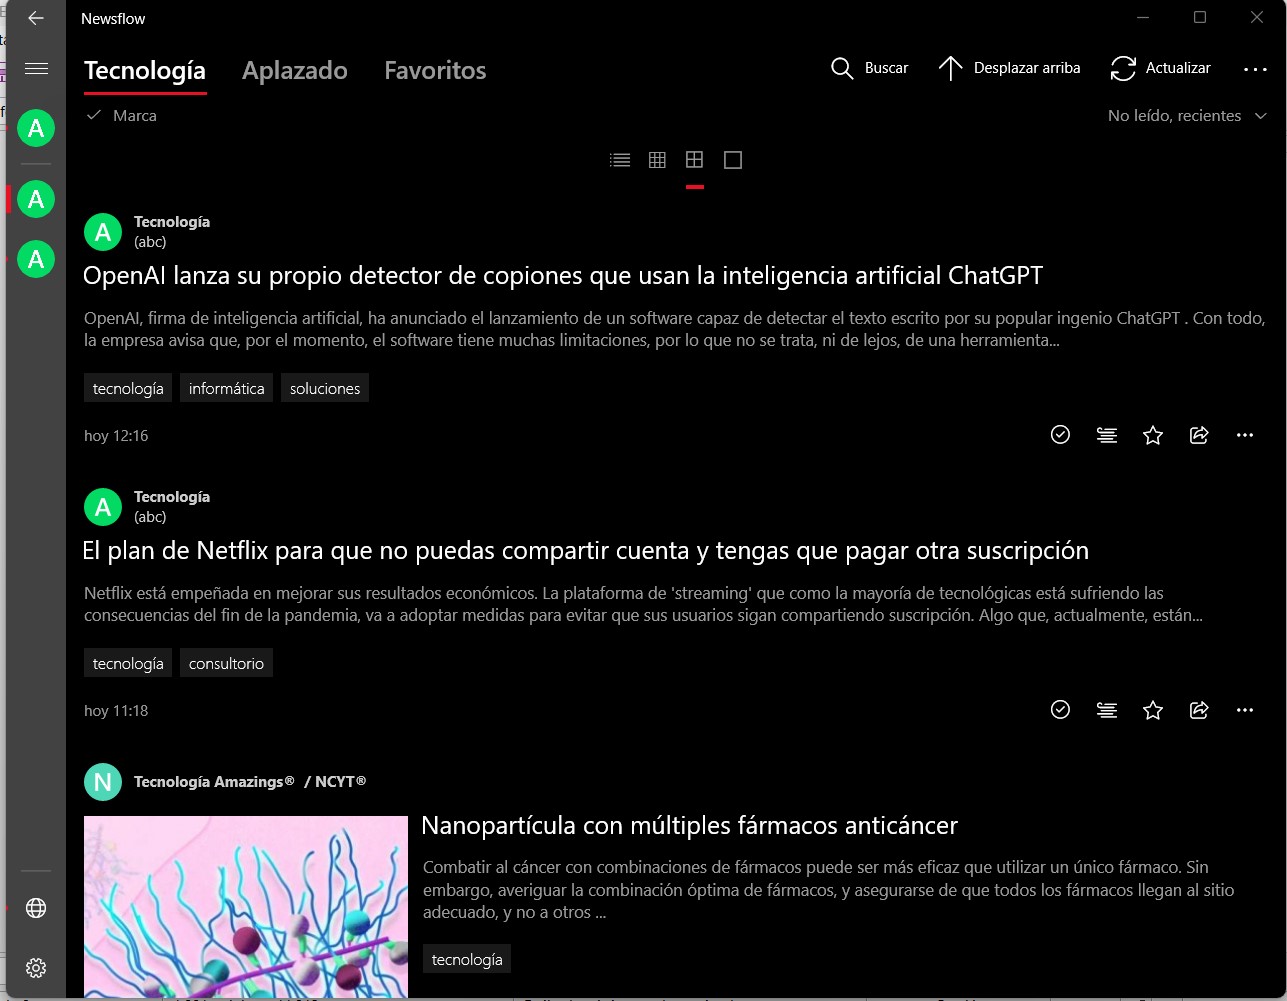 Newsflow
Tecnología Aplazado Favoritos
Buscar Desplazar arriba Actualizar
Marca
No leído, recientes
A
A
A
A
Tecnología
(abc)
OpenAI lanza su propio detector de copiones que usan la inteligencia artificial ChatGPT
OpenAI, firma de inteligencia artificial, ha anunciado el lanzamiento de un software capaz de detectar el texto escrito por su popular ingenio ChatGPT . Con todo,
la empresa avisa que, por el momento, el software tiene muchas limitaciones, por lo que no se trata, ni de lejos, de una herramienta...
tecnología informática soluciones
hoy 12:16
A
Tecnología
(abc)
El plan de Netflix para que no puedas compartir cuenta y tengas que pagar otra suscripción
Netflix está empeñada en mejorar sus resultados económicos. La plataforma de 'streaming' que como la mayoría de tecnológicas está sufriendo las
consecuencias del fin de la pandemia, va a adoptar medidas para evitar que sus usuarios sigan compartiendo suscripción. Algo que, actualmente, están...
tecnología consultorio
hoy 11:18
N
Tecnología Amazings® / NCYT®
Nanopartícula con múltiples fármacos anticáncer
Combatir al cáncer con combinaciones de fármacos puede ser más eficaz que utilizar un único fármaco. Sin
embargo, averiguar la combinación óptima de fármacos, y asegurarse de que todos los fármacos llegan al sitio
adecuado, y no a otros ...
tecnología